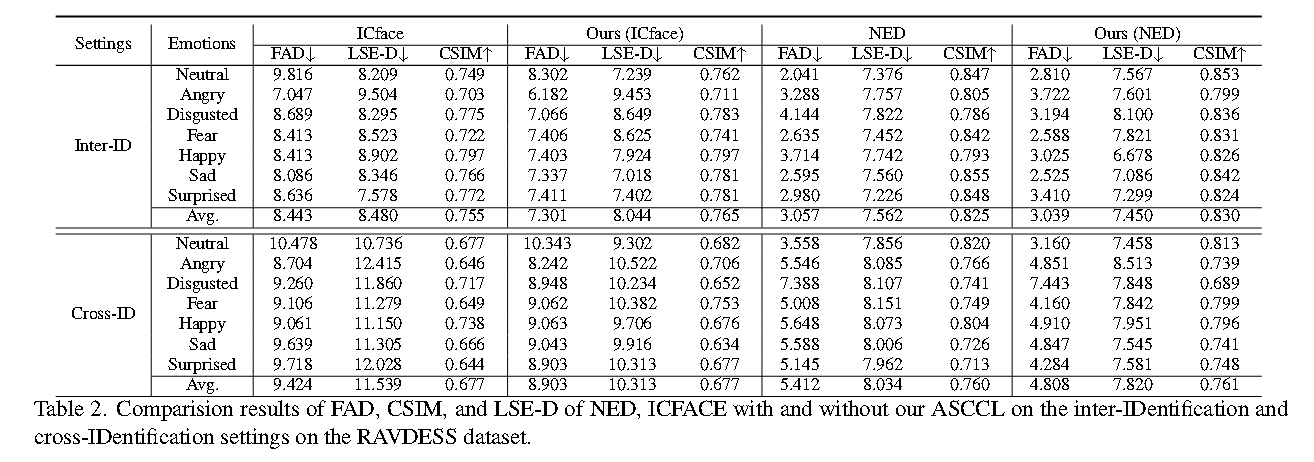 Settings Emotions ICface Ours (ICface) NED Ours (NED)
FAD↓ LSE-D↓ CSIM↑ FAD↓ LSE-D↓ CSIM↑ FAD↓ LSE-D↓ CSIM↑ FAD↓ LSE-D↓ CSIM↑
Inter-ID
Neutral 9.816 8.209 0.749 8.302 7.239 0.762 2.041 7.376 0.847 2.810 7.567 0.853
Angry 7.047 9.504 0.703 6.182 9.453 0.711 3.288 7.757 0.805 3.722 7.601 0.799
Disgusted 8.689 8.295 0.775 7.066 8.649 0.783 4.144 7.822 0.786 3.194 8.100 0.836
Fear 8.413 8.523 0.722 7.406 8.625 0.741 2.635 7.452 0.842 2.588 7.821 0.831
Happy 8.413 8.902 0.797 7.403 7.924 0.797 3.714 7.742 0.793 3.025 6.678 0.826
Sad 8.086 8.346 0.766 7.337 7.018 0.781 2.595 7.560 0.855 2.525 7.086 0.842
Surprised 8.636 7.578 0.772 7.411 7.402 0.781 2.980 7.226 0.848 3.410 7.299 0.824
Avg. 8.443 8.480 0.755 7.301 8.044 0.765 3.057 7.562 0.825 3.039 7.450 0.830
Cross-ID
Neutral 10.478 10.736 0.677 10.343 9.302 0.682 3.558 7.856 0.820 3.160 7.458 0.813
Angry 8.704 12.415 0.646 8.242 10.522 0.706 5.546 8.085 0.766 4.851 8.513 0.739
Disgusted 9.260 11.860 0.717 8.948 10.234 0.652 7.388 8.107 0.741 7.443 7.848 0.689
Fear 9.106 11.279 0.649 9.062 10.382 0.753 5.008 8.151 0.749 4.160 7.842 0.799
Happy 9.061 11.150 0.738 9.063 9.706 0.676 5.648 8.073 0.804 4.910 7.951 0.796
Sad 9.639 11.305 0.666 9.043 9.916 0.634 5.588 8.006 0.726 4.847 7.545 0.741
Surprised 9.718 12.028 0.644 8.903 10.313 0.677 5.145 7.962 0.713 4.284 7.581 0.748
Avg. 9.424 11.539 0.677 8.903 10.313 0.677 5.412 8.034 0.760 4.808 7.820 0.761
Table 2. Comparision results of FAD, CSIM, and LSE-D of NED, ICFACE with and without our ASCCL on the inter-IDentification and
cross-IDentification settings on the RAVDESS dataset.